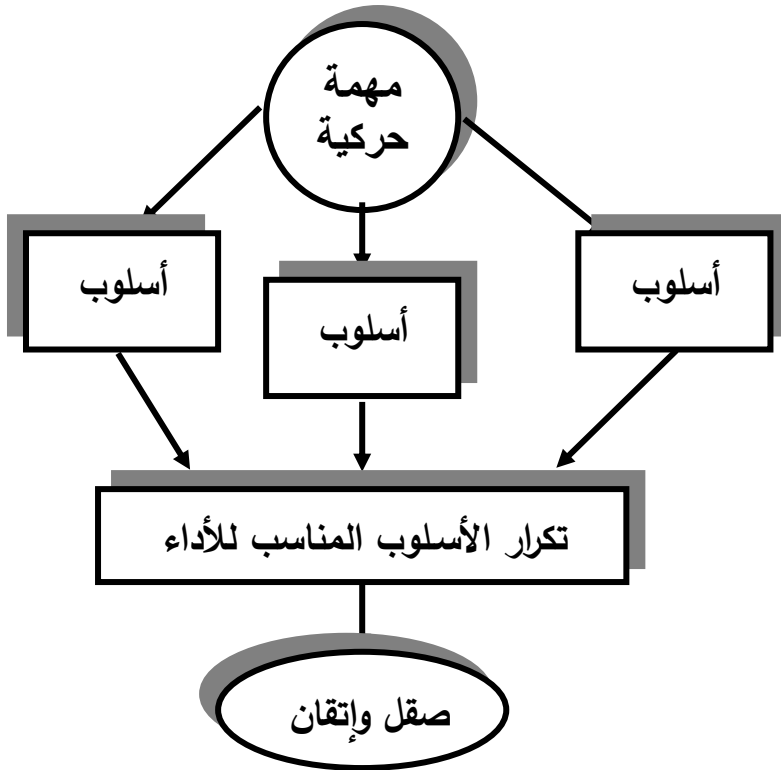 مهمة
حركية
أسلوب
أسلوب
أسلوب
تكرار الأسلوب المناسب للأداء
صقل وإتقان